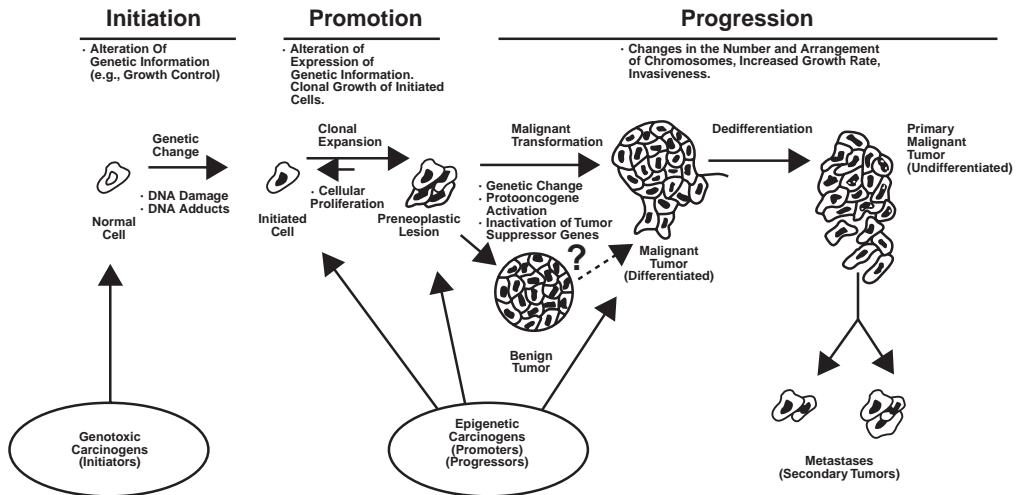 Initiation
· Alteration Of
Genetic Information
(e.g., Growth Control)
Promotion
· Alteration of
Expression of
Genetic Information.
Clonal Growth of Initiated
Cells.
Progression
· Changes in the Number and Arrangement
of Chromosomes, Increased Growth Rate,
Invasiveness.
Genetic
Change
· DNA Damage
· DNA Adducts
Normal
Cell
Clonal
Expansion
· Cellular
Proliferation
Initiated
Cell
Preneoplastic
Lesion
Malignant
Transformation
· Genetic Change
· Protooncogene
Activation
· Inactivation of Tumor
Suppressor Genes
?
Benign
Tumor
Malignant
Tumor
(Differentiated)
Dedifferentiation
Primary
Malignant
Tumor
(Undifferentiated)
Genotoxic
Carcinogens
(Initiators)
Epigenetic
Carcinogens
(Promoters)
(Progressors)
Metastases
(Secondary Tumors)